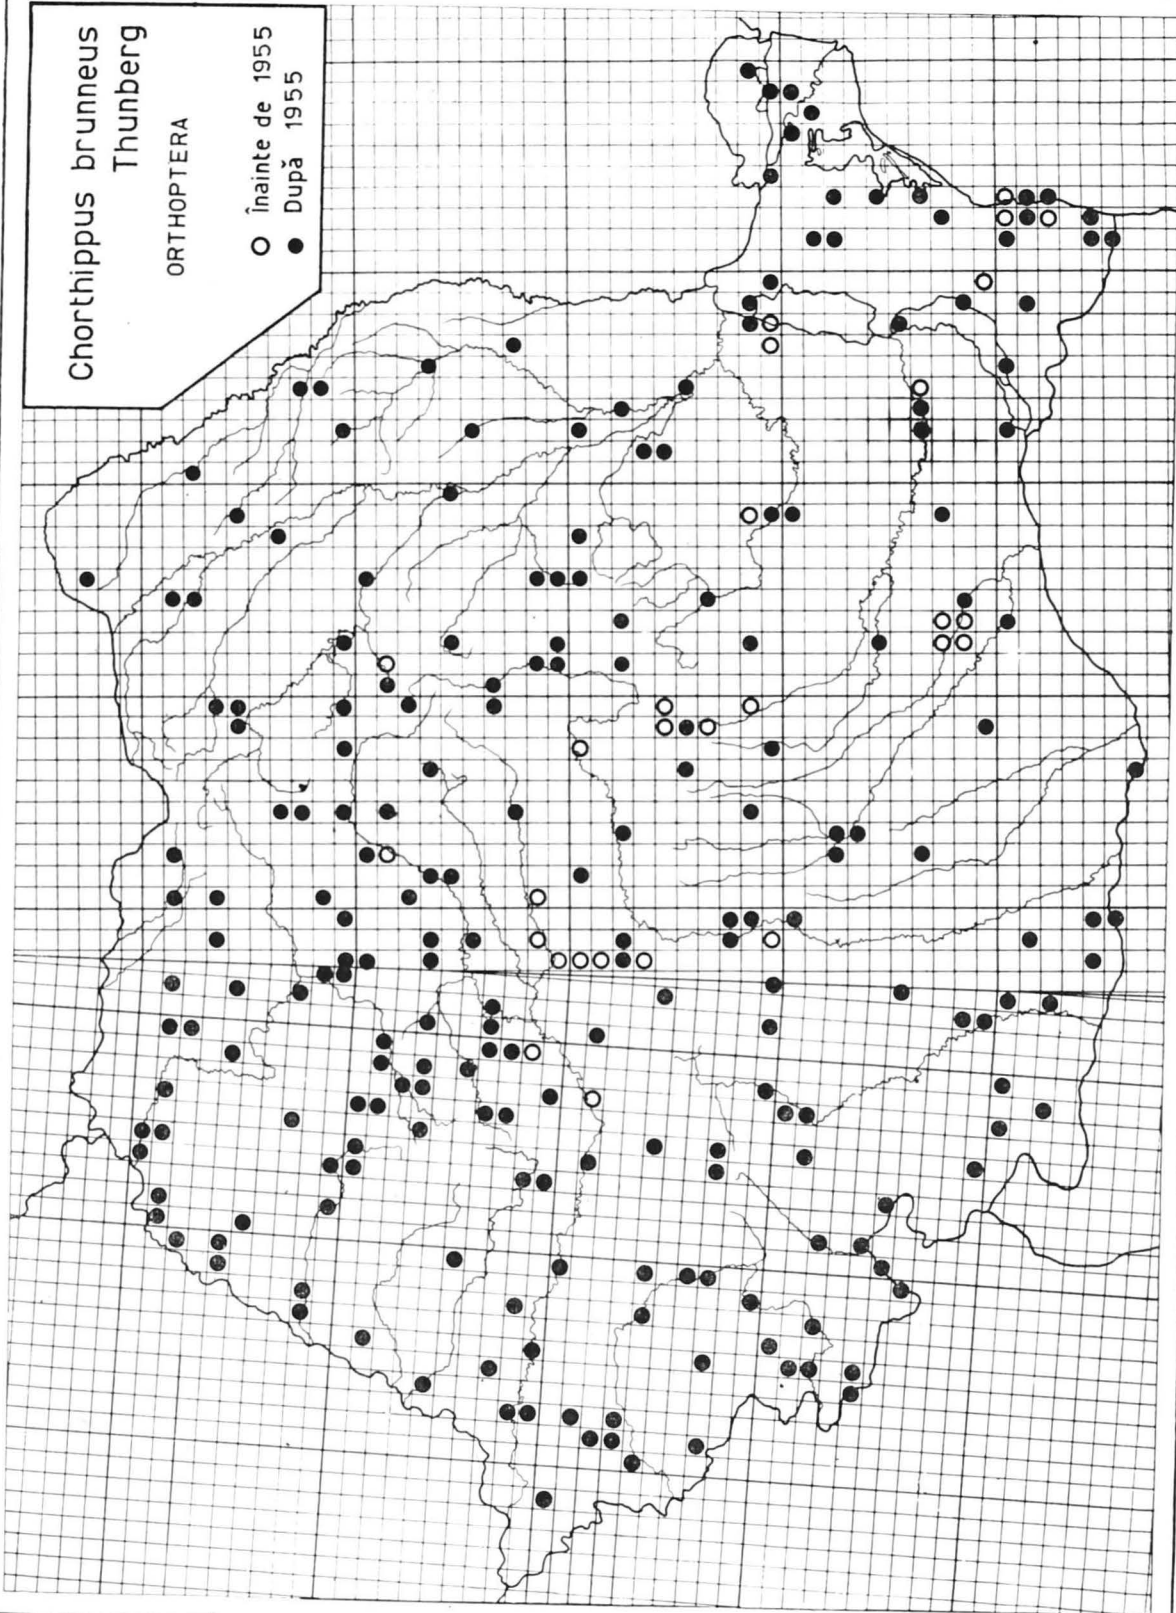 Chorthippus brunneus
Thunberg
ORTHOPTERA
○ Înainte de 1955
● După 1955